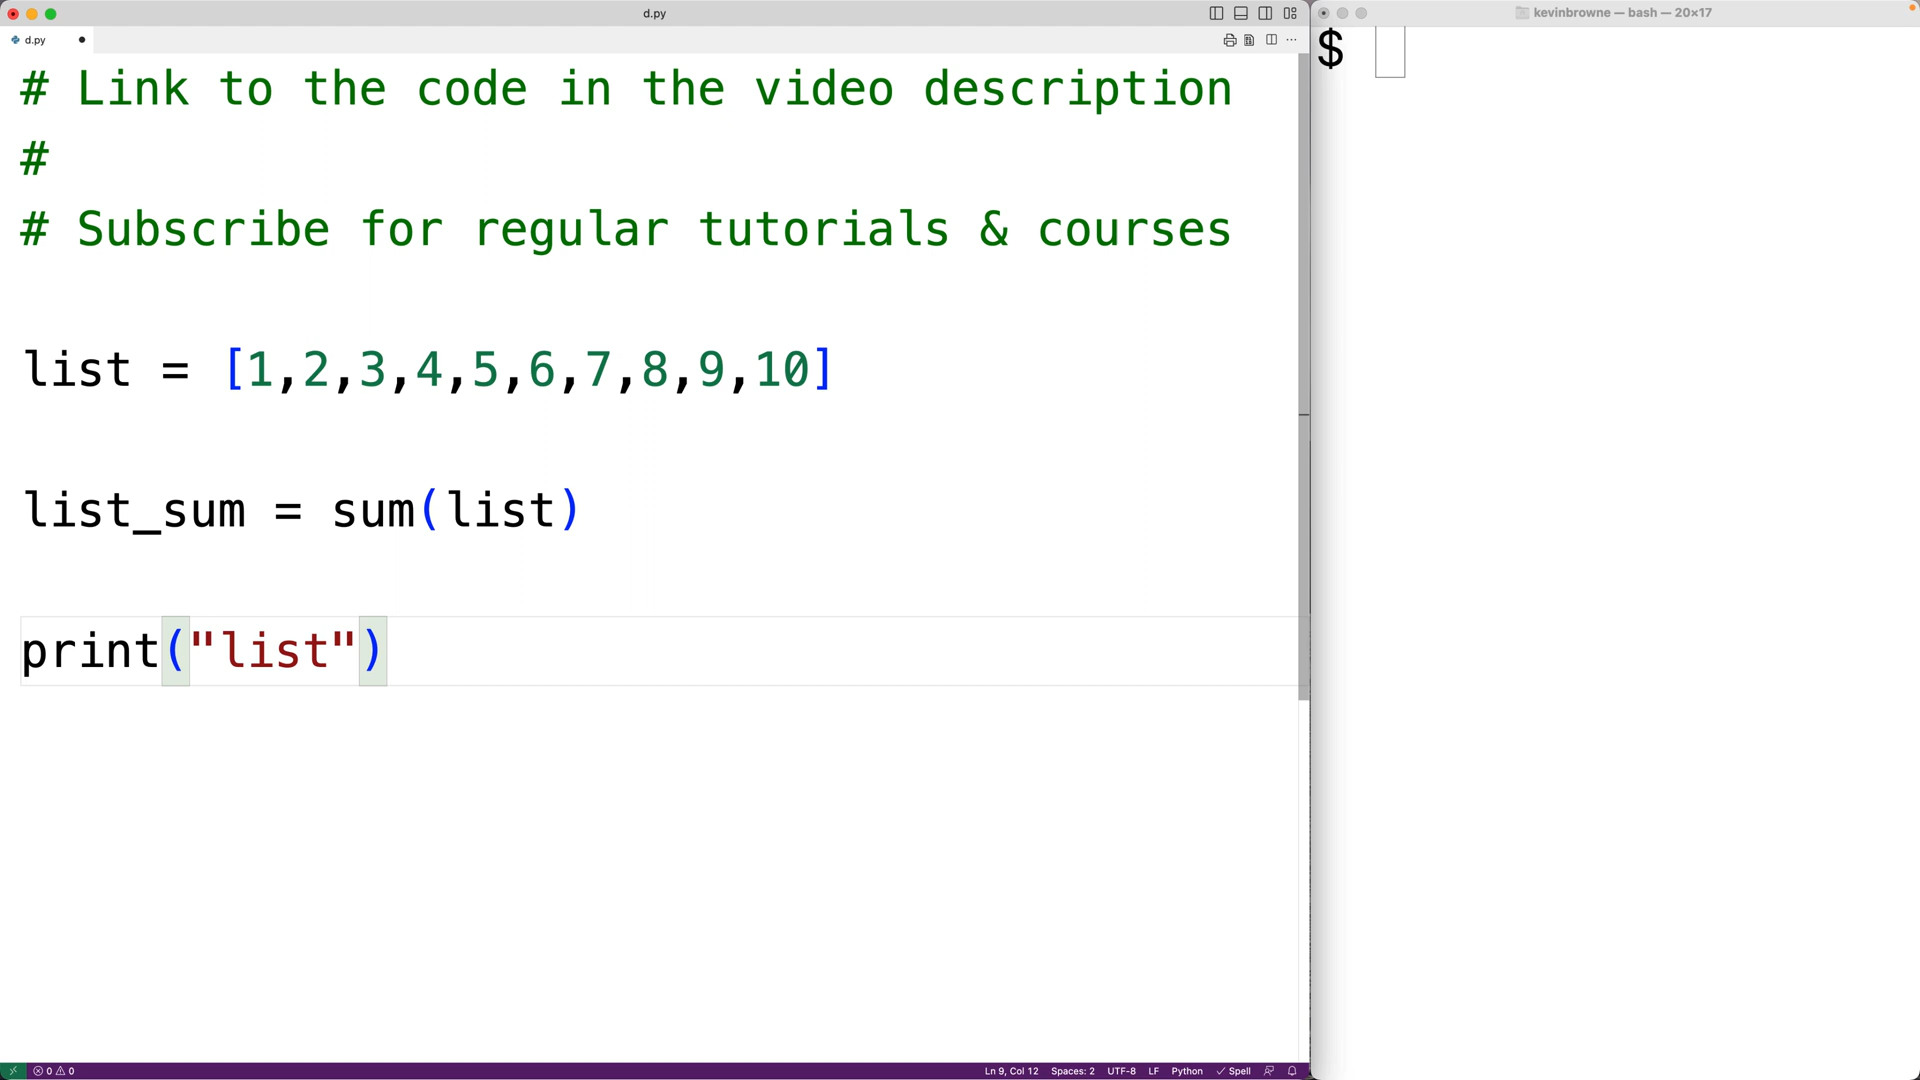 d.py
kevinbrowne — bash — 20×17
d.py
$
# Link to the code in the video description
#
# Subscribe for regular tutorials & courses
list = [1,2,3,4,5,6,7,8,9,10]
list_sum = sum(list)
print("list")
0 0
Ln 9, Col 12 Spaces: 2 UTF-8 LF Python Spell